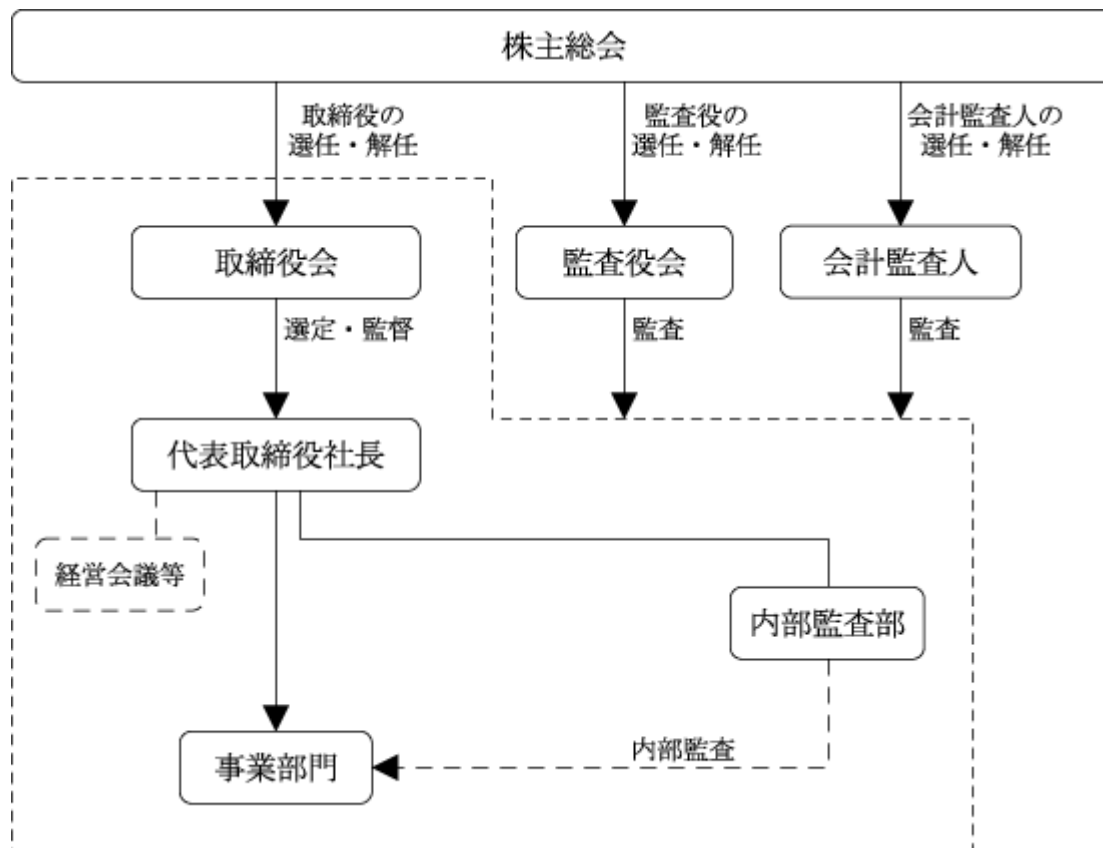 株主総会
取締役の
選任・解任
監査役の
選任・解任
会計監査人の
選任・解任
取締役会
監査役会
会計監査人
選定・監督
監査
監査
代表取締役社長
経営会議等
内部監査部
内部監査
事業部門